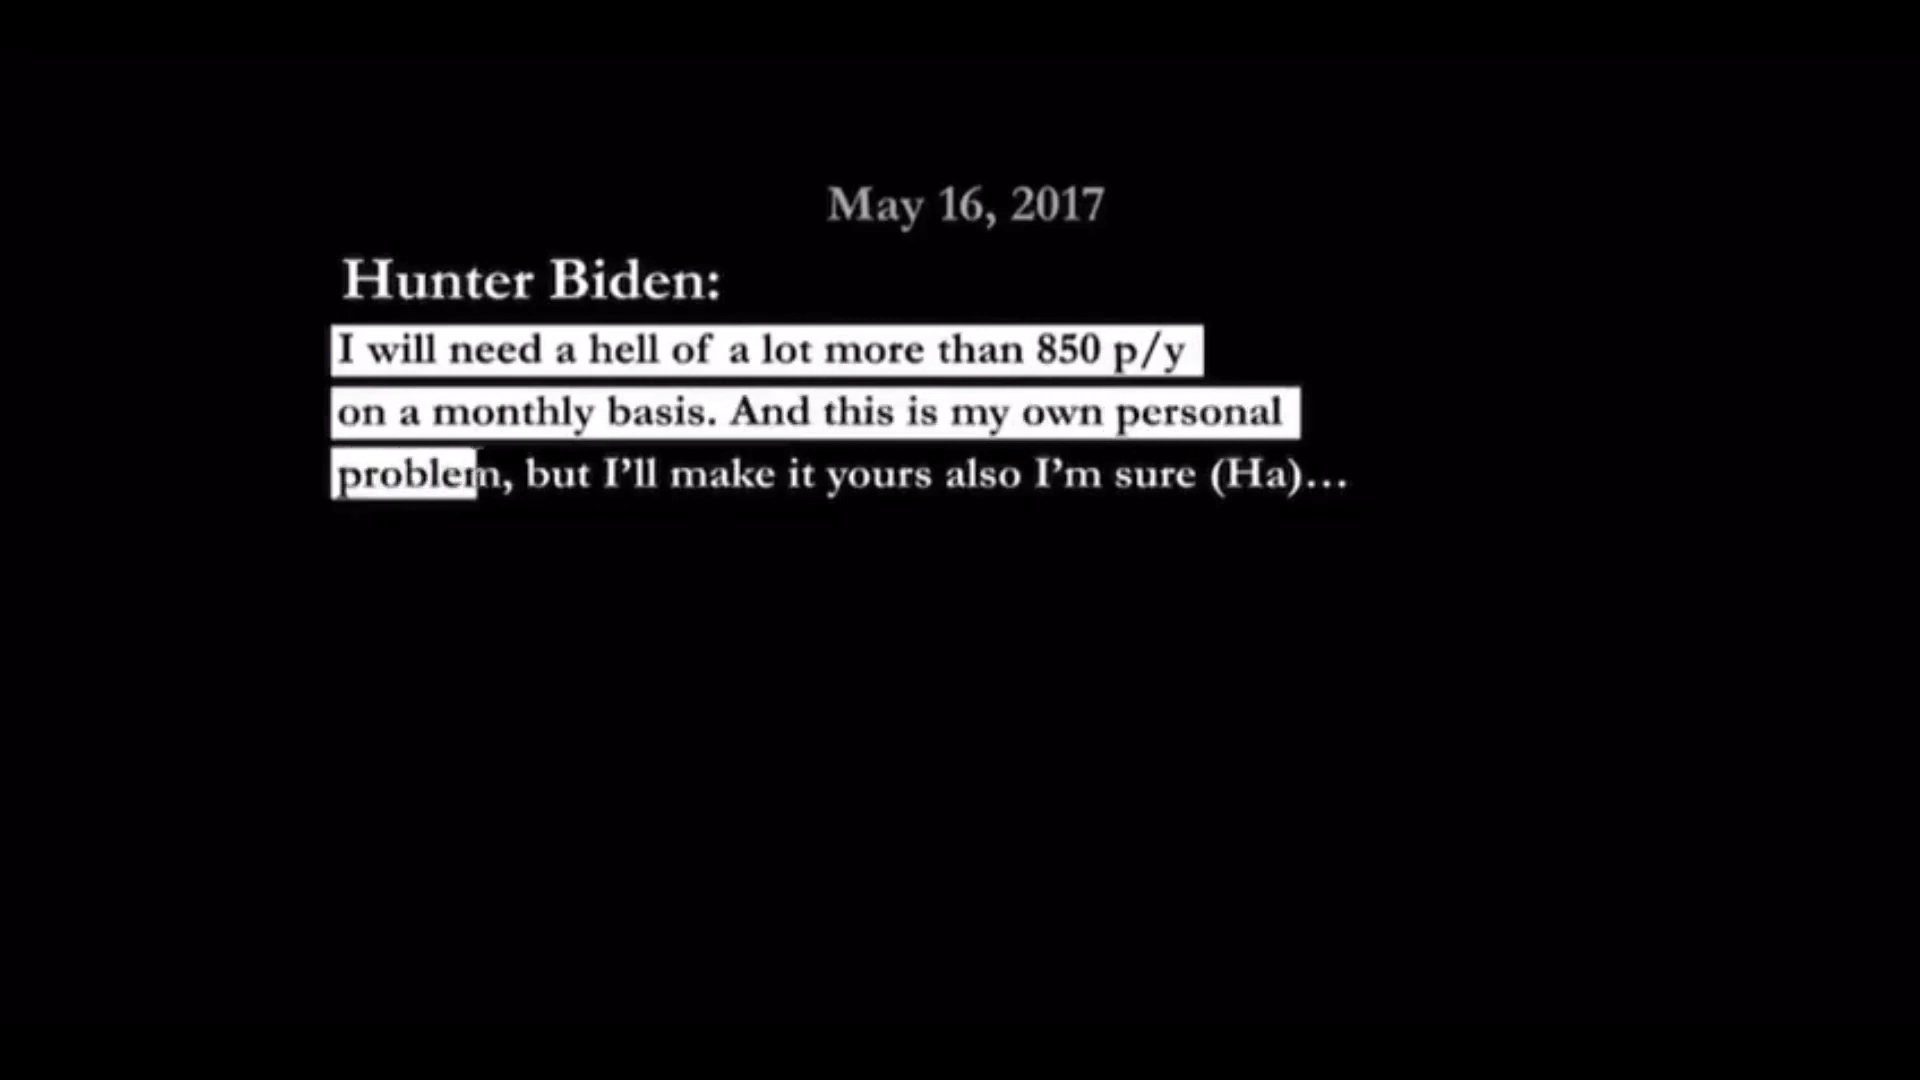 May 16, 2017
Hunter Biden:
I will need a hell of a lot more than 850 p/y
on a monthly basis. And this is my own personal
problem, but I’ll make it yours also I’m sure (Ha)...